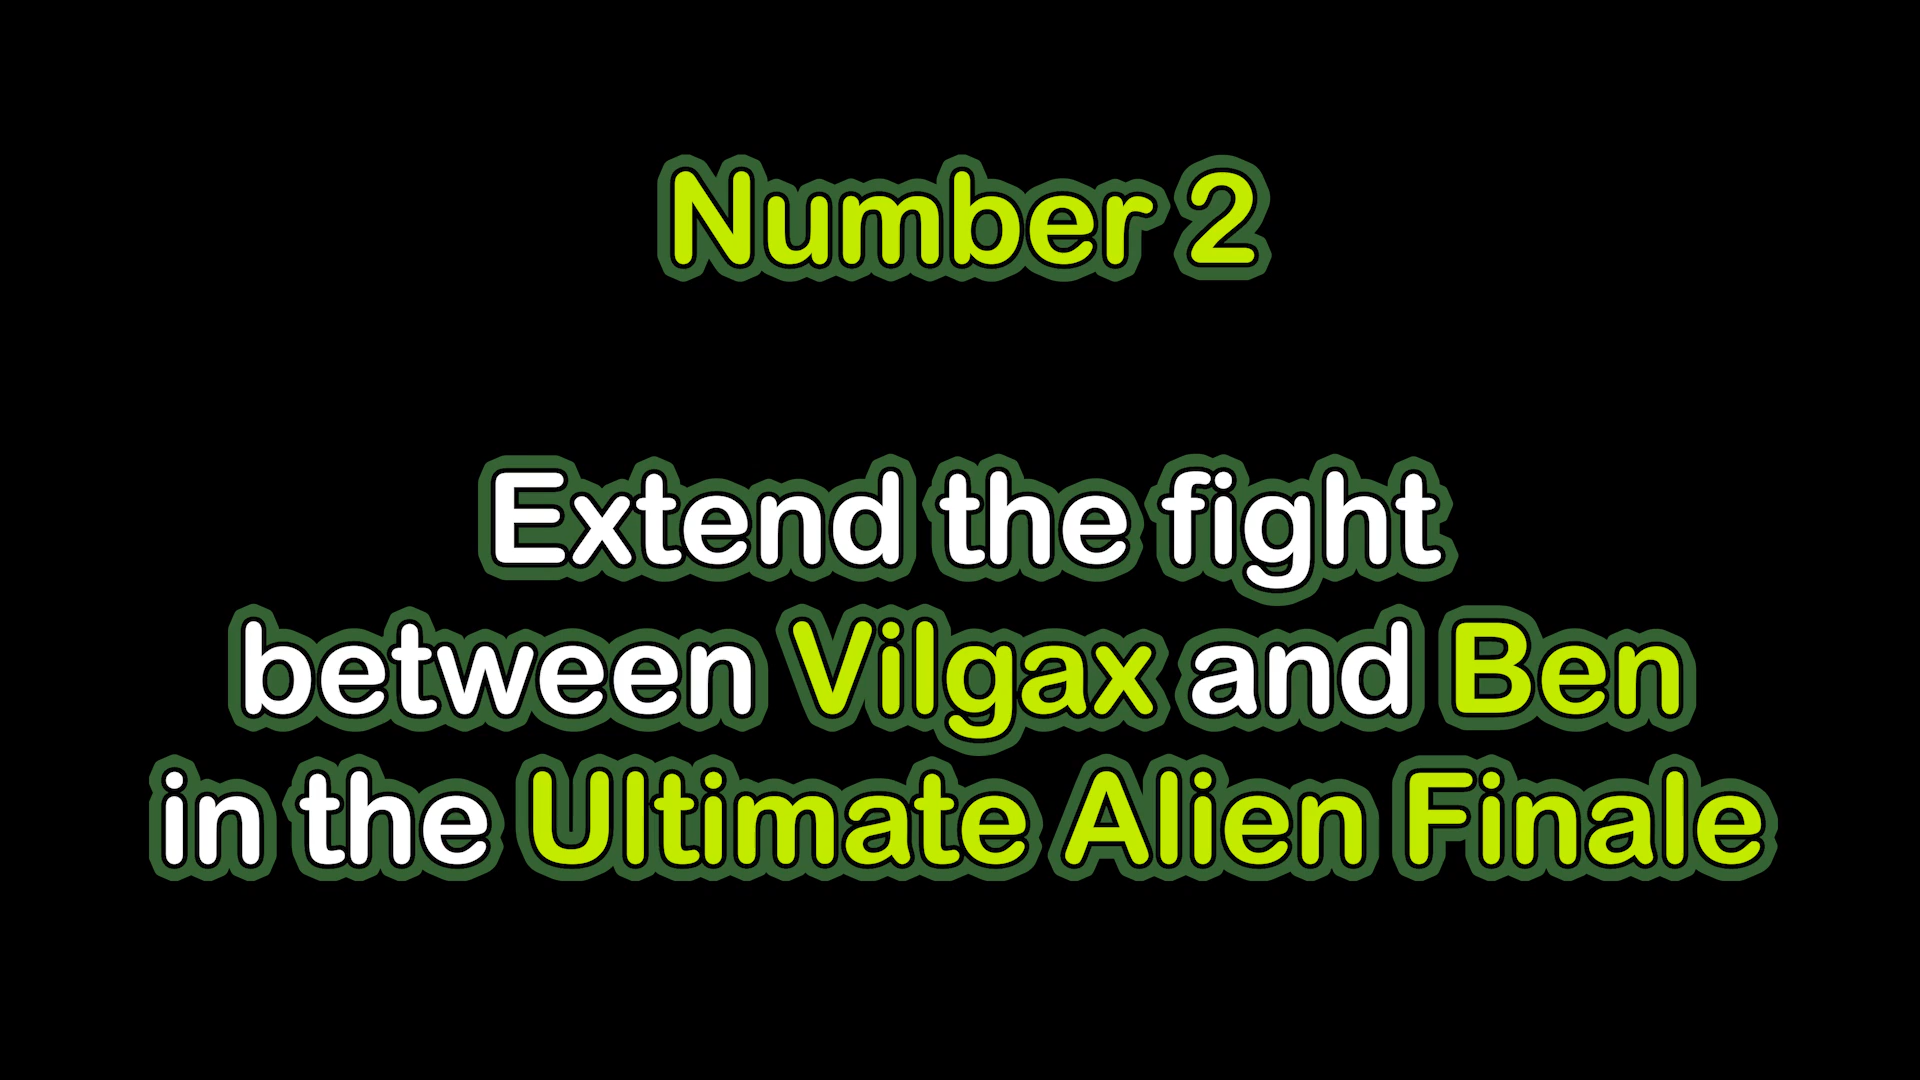 Number 2
Extend the fight
between Vilgax and Ben
in the Ultimate Alien Finale